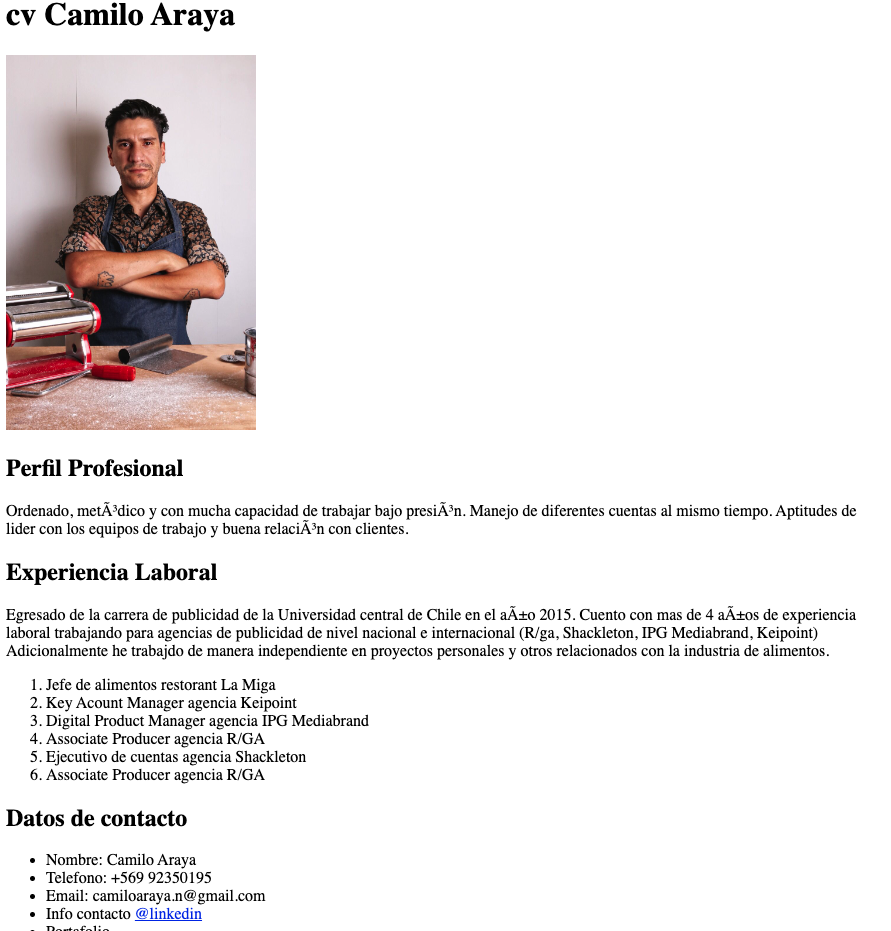 cv Camilo Araya
Perfil Profesional
Ordenado, metÃ³dico y con mucha capacidad de trabajar bajo presiÃ³n. Manejo de diferentes cuentas al mismo tiempo. Aptitudes de
lider con los equipos de trabajo y buena relaciÃ³n con clientes.
Experiencia Laboral
Egresado de la carrera de publicidad de la Universidad central de Chile en el aÃ±o 2015. Cuento con mas de 4 aÃ±os de experiencia
laboral trabajando para agencias de publicidad de nivel nacional e internacional (R/ga, Shackleton, IPG Mediabrand, Keipoint)
Adicionalmente he trabajdo de manera independiente en proyectos personales y otros relacionados con la industria de alimentos.
1. Jefe de alimentos restorant La Miga
2. Key Acount Manager agencia Keipoint
3. Digital Product Manager agencia IPG Mediabrand
4. Associate Producer agencia R/GA
5. Ejecutivo de cuentas agencia Shackleton
6. Associate Producer agencia R/GA
Datos de contacto
• Nombre: Camilo Araya
• Telefono: +569 92350195
• Email: camiloaraya.n@gmail.com
• Info contacto @linkedin
• Portafolio